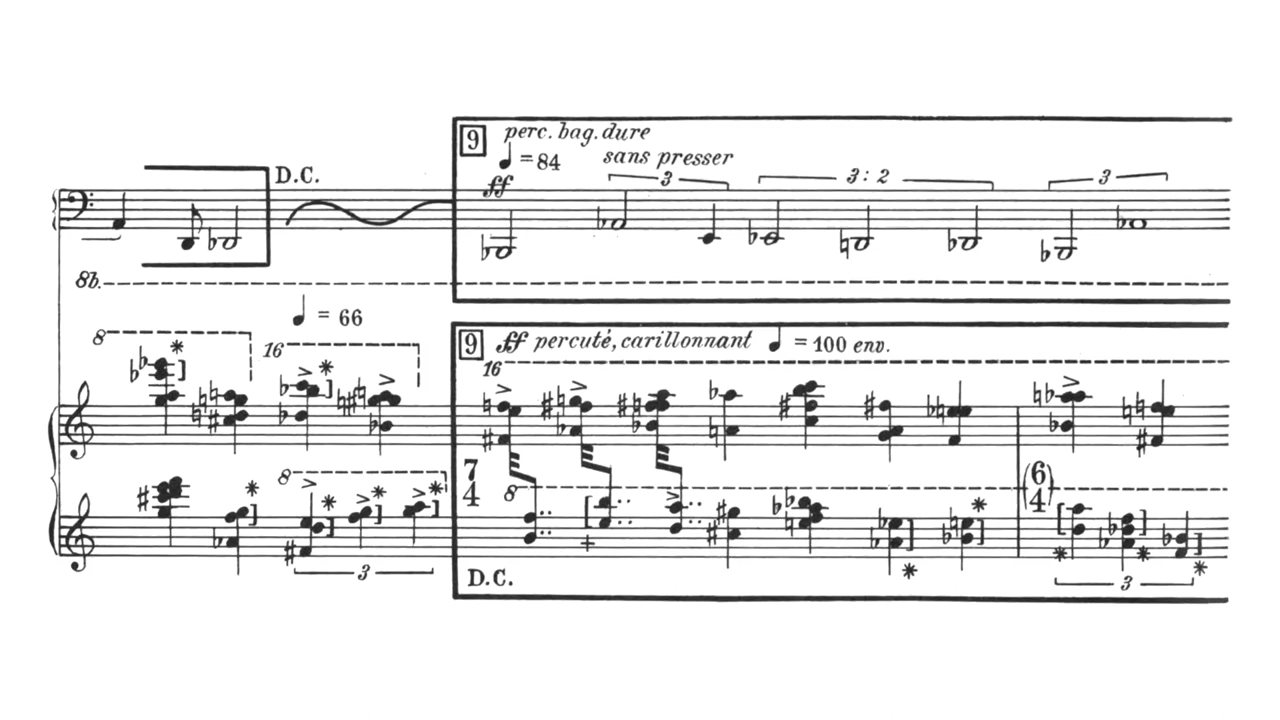 D.C.
9 perc. bag. dure
♩ = 84 sans presser
ff 3 3:2 3
8b.
♩ = 66
8 * 16 *
9 ff percuté, carillonnant ♩ = 100 env.
16
7 4
(6 4)
* 8 * * * 8 *
3
+
* * * *
3
D.C.